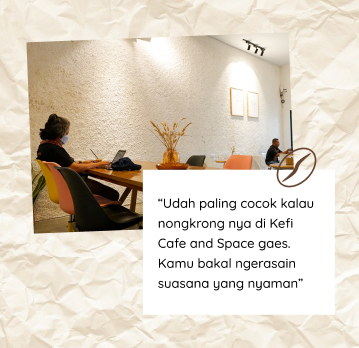 “Udah paling cocok kalau
nongkrong nya di Kefi
Cafe and Space gaes.
Kamu bakal ngerasain
suasana yang nyaman”